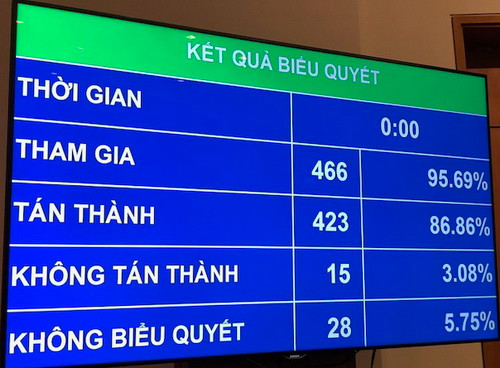 KẾT QUẢ BIỂU QUYẾT
THỜI GIAN 0:00
THAM GIA 466 95.69%
TÁN THÀNH 423 86.86%
KHÔNG TÁN THÀNH 15 3.08%
KHÔNG BIỂU QUYẾT 28 5.75%